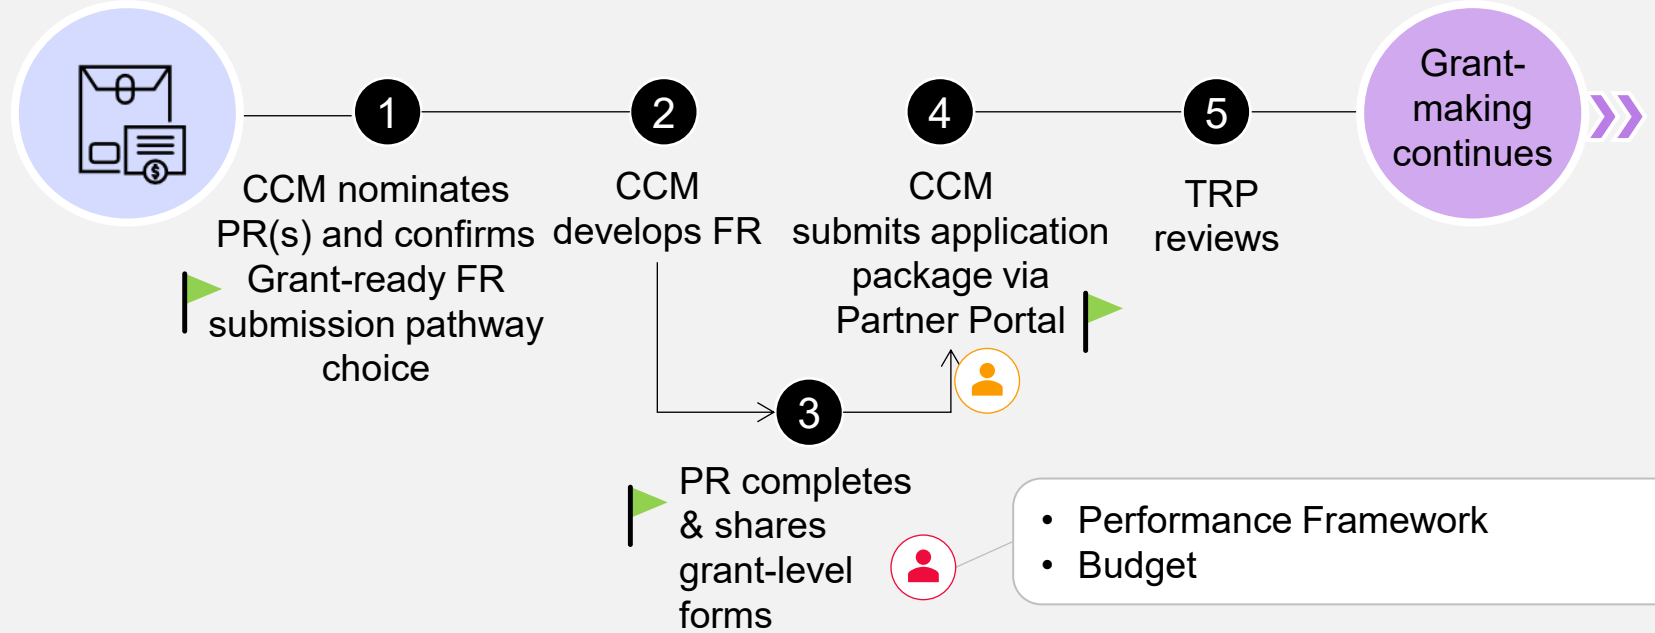 1
CCM nominates
PR(s) and confirms
Grant-ready FR
submission pathway
choice
2
CCM
develops FR
3
PR completes
& shares
grant-level
forms
• Performance Framework
• Budget
4
CCM
submits application
package via
Partner Portal
5
TRP
reviews
Grant-
making
continues
$